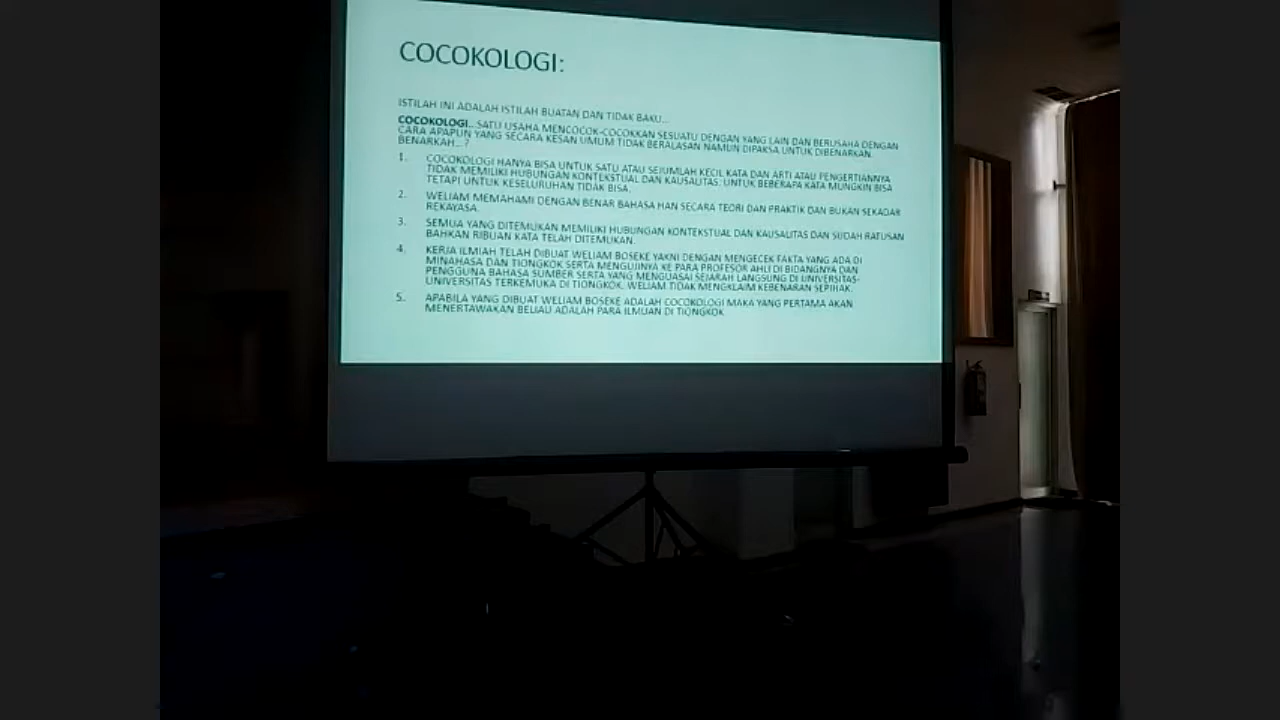 COCOKOLOGI:
ISTILAH INI ADALAH ISTILAH BUATAN DAN TIDAK BAKU...
COCOKOLOGI.. SATU USAHA MENCOCOK-COCOKKAN SESUATU DENGAN YANG LAIN DAN BERUSAHA DENGAN
CARA APAPUN YANG SECARA KESAN UMUM TIDAK BERALASAN NAMUN DIPAKSA UNTUK DIBENARKAN.
BENARKAH...?
1. COCOKOLOGI HANYA BISA UNTUK SATU ATAU SEJUMLAH KECIL KATA DAN ARTI ATAU PENGERTIANNYA
TIDAK MEMILIKI HUBUNGAN KONTEKSTUAL DAN KAUSALITAS. UNTUK BEBERAPA KATA MUNGKIN BISA
TETAPI UNTUK KESELURUHAN TIDAK BISA.
2. WELIAM MEMAHAMI DENGAN BENAR BAHASA HAN SECARA TEORI DAN PRAKTIK DAN BUKAN SEKADAR
REKAYASA.
3. SEMUA YANG DITEMUKAN MEMILIKI HUBUNGAN KONTEKSTUAL DAN KAUSALITAS DAN SUDAH RATUSAN
BAHKAN RIBUAN KATA TELAH DITEMUKAN.
4. KERJA ILMIAH TELAH DIBUAT WELIAM BOSEKE YAKNI DENGAN MENGECEK FAKTA YANG ADA DI
MINAHASA DAN TIONGKOK SERTA MENGUJINYA KE PARA PROFESOR AHLI DI BIDANGNYA DAN
PENGGUNA BAHASA SUMBER SERTA YANG MENGUASAI SEJARAH LANGSUNG DI UNIVERSITAS-
UNIVERSITAS TERKEMUKA DI TIONGKOK. WELIAM TIDAK MENGKLAIM KEBENARAN SEPIHAK.
5. APABILA YANG DIBUAT WELIAM BOSEKE ADALAH COCOKOLOGI MAKA YANG PERTAMA AKAN
MENERTAWAKAN BELIAU ADALAH PARA ILMUAN DI TIONGKOK